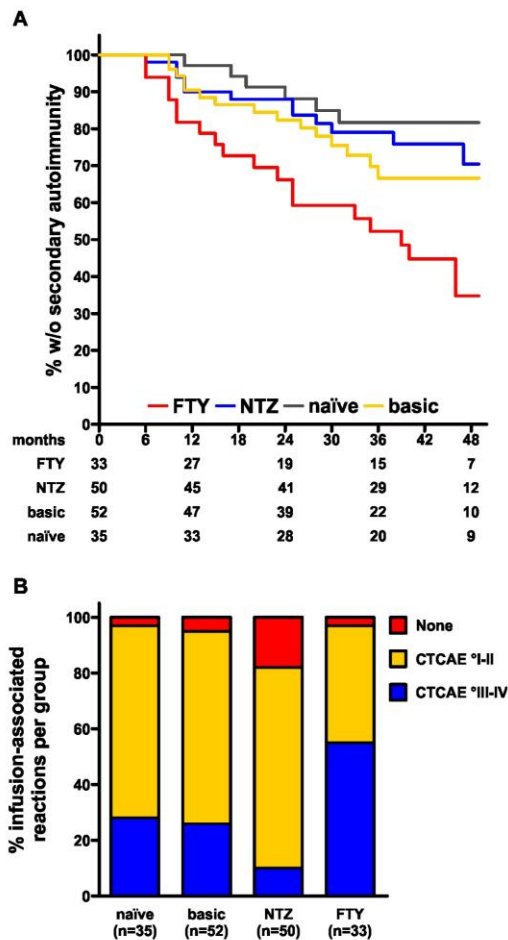 A
% w/o secondary autoimmunity
100
90
80
70
60
50
40
30
20
10
0
FTY NTZ naïve basic
months
0 6 12 18 24 30 36 42 48
FTY 33 27 19 15 7
NTZ 50 45 41 29 12
basic 52 47 39 22 10
naïve 35 33 28 20 9
B
% infusion-associated
reactions per group
100
80
60
40
20
0
None
CTCAE °I-II
CTCAE °III-IV
naïve basic NTZ FTY
(n=35) (n=52) (n=50) (n=33)